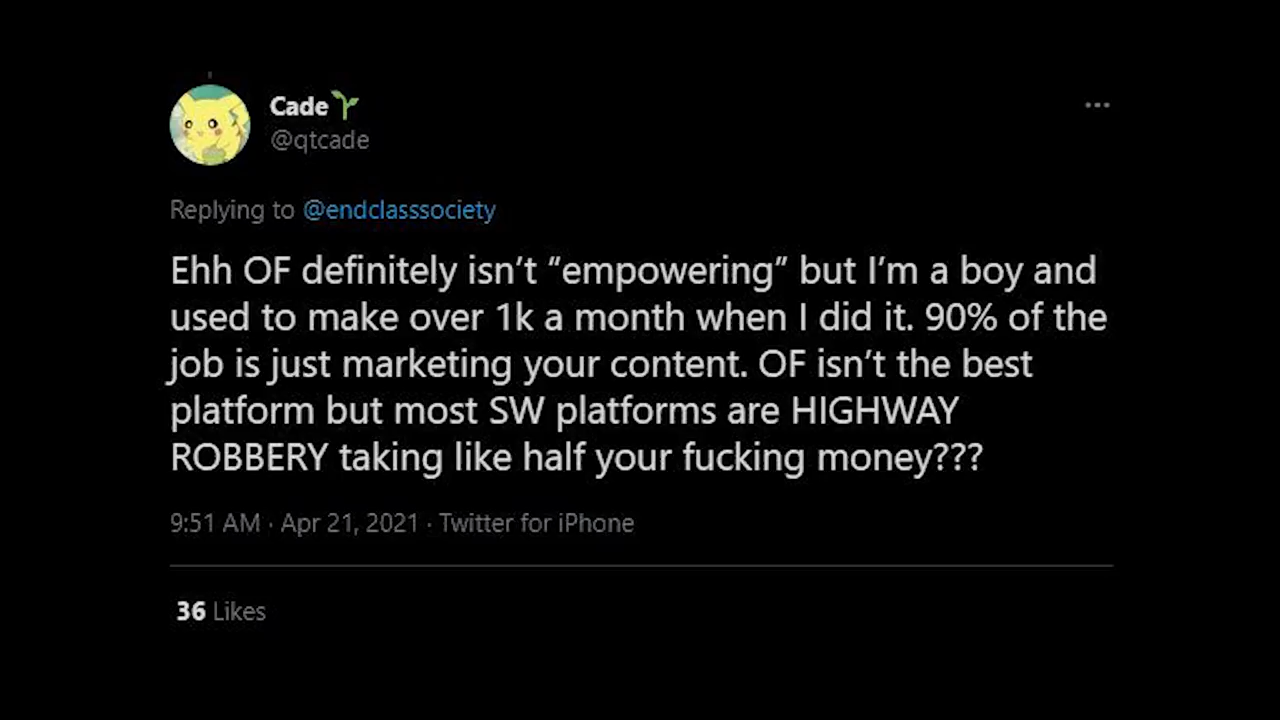 Cade🌱
@qtcade
Replying to @endclasssociety
Ehh OF definitely isn’t “empowering” but I’m a boy and
used to make over 1k a month when I did it. 90% of the
job is just marketing your content. OF isn’t the best
platform but most SW platforms are HIGHWAY
ROBBERY taking like half your fucking money???
9:51 AM · Apr 21, 2021 · Twitter for iPhone
36 Likes